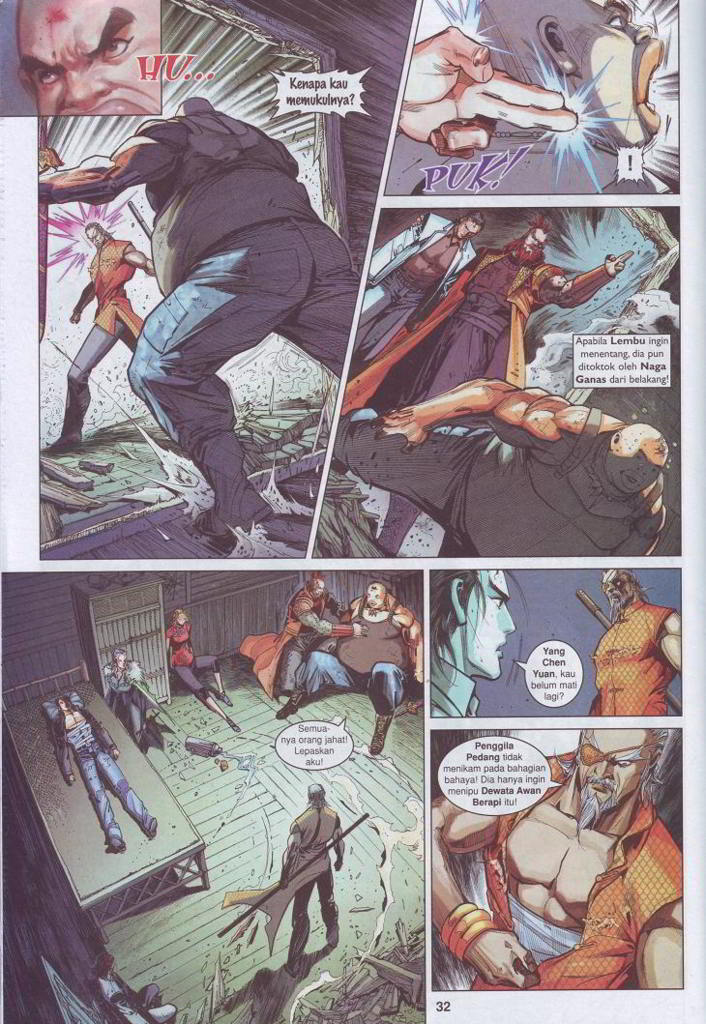 HU...
Kenapa kau
memukulnya?
PUK!
!
Apabila Lembu ingin
menentang, dia pun
ditoktok oleh Naga
Ganas dari belakang!
Semua-
nya orang jahat!
Lepaskan
aku!
Yang
Chen
Yuan, kau
belum mati
lagi?
Penggila
Pedang tidak
menikam pada bahagian
bahaya! Dia hanya ingin
menipu Dewata Awan
Berapi itu!
32